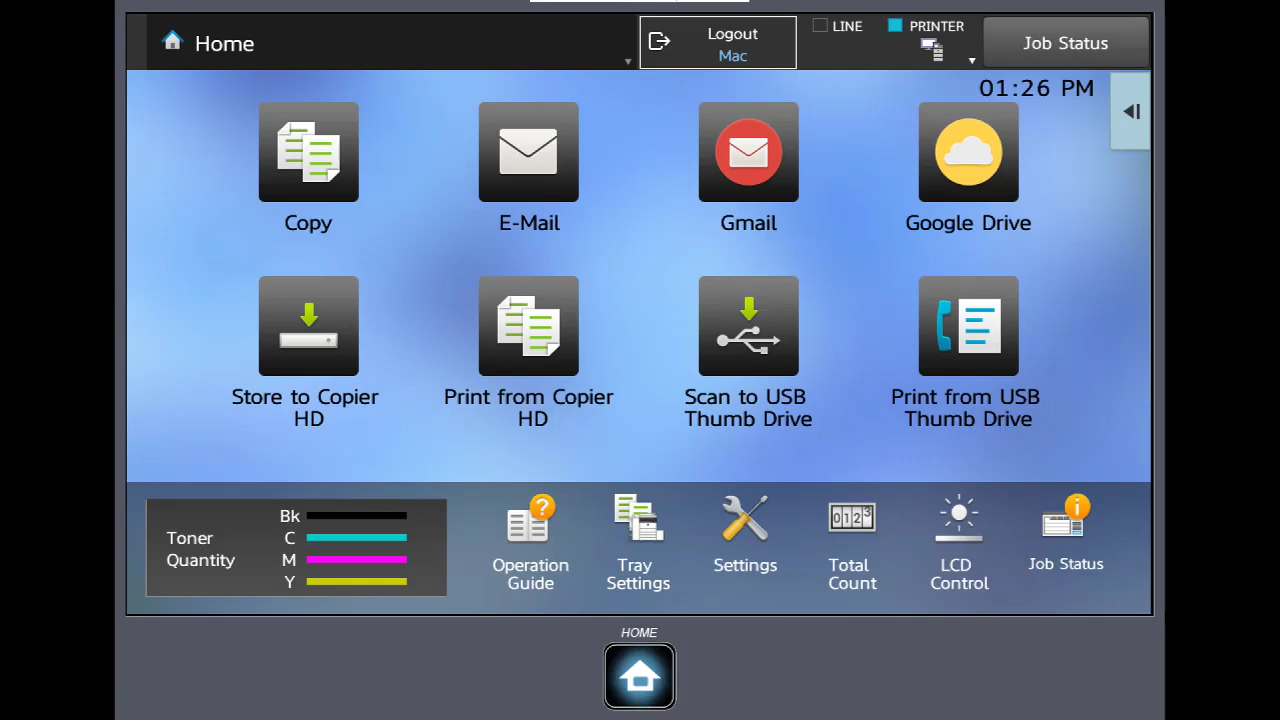 Home
Logout
Mac
LINE
PRINTER
Job Status
01:26 PM
Copy
E-Mail
Gmail
Google Drive
Store to Copier
HD
Print from Copier
HD
Scan to USB
Thumb Drive
Print from USB
Thumb Drive
Toner
Quantity
Bk
C
M
Y
Operation
Guide
Tray
Settings
Settings
0123
Total
Count
LCD
Control
Job Status
HOME